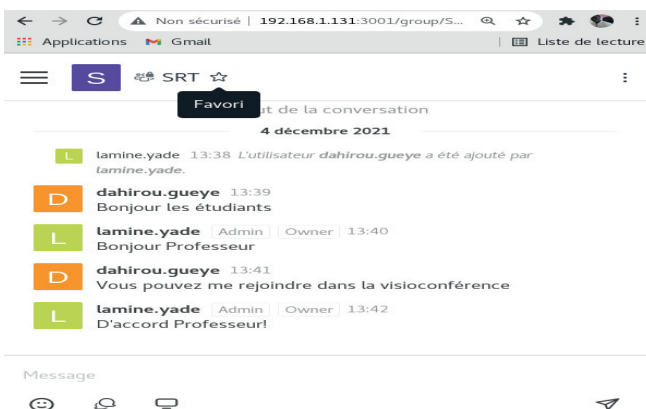 Non sécurisé | 192.168.1.131:3001/group/S...
Applications M Gmail Liste de lecture
S SRT
Favori
ut de la conversation
4 décembre 2021
L lamine.yade 13:38 L'utilisateur dahirou.gueye a été ajouté par
lamine.yade.
D dahirou.gueye 13:39
Bonjour les étudiants
L lamine.yade Admin Owner 13:40
Bonjour Professeur
D dahirou.gueye 13:41
Vous pouvez me rejoindre dans la visioconférence
L lamine.yade Admin Owner 13:42
D'accord Professeur!
Message